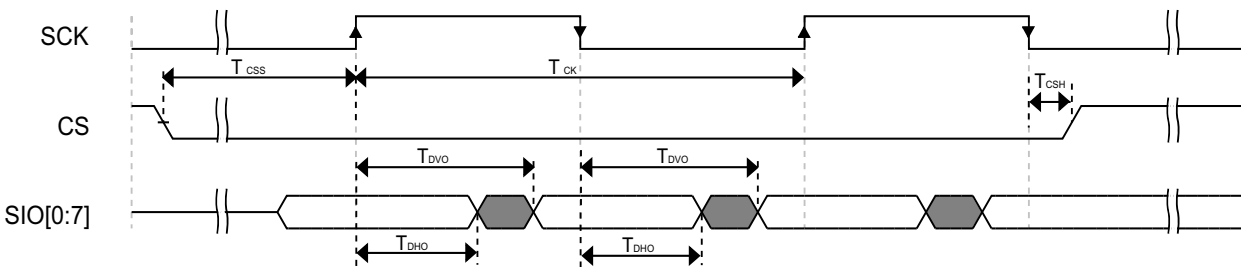 SCK
T CSS
T CK
T CSH
CS
T DVO
T DVO
SIO[0:7]
T DHO
T DHO